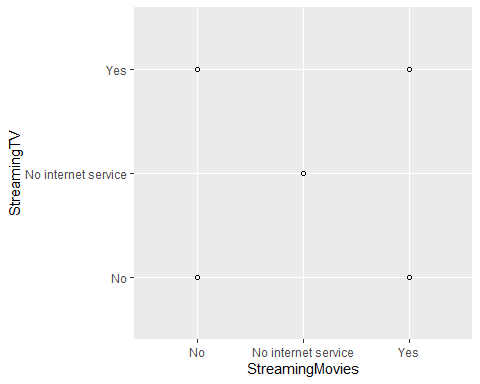 StreamingTV
Yes
No internet service
No
No
No internet service
Yes
StreamingMovies